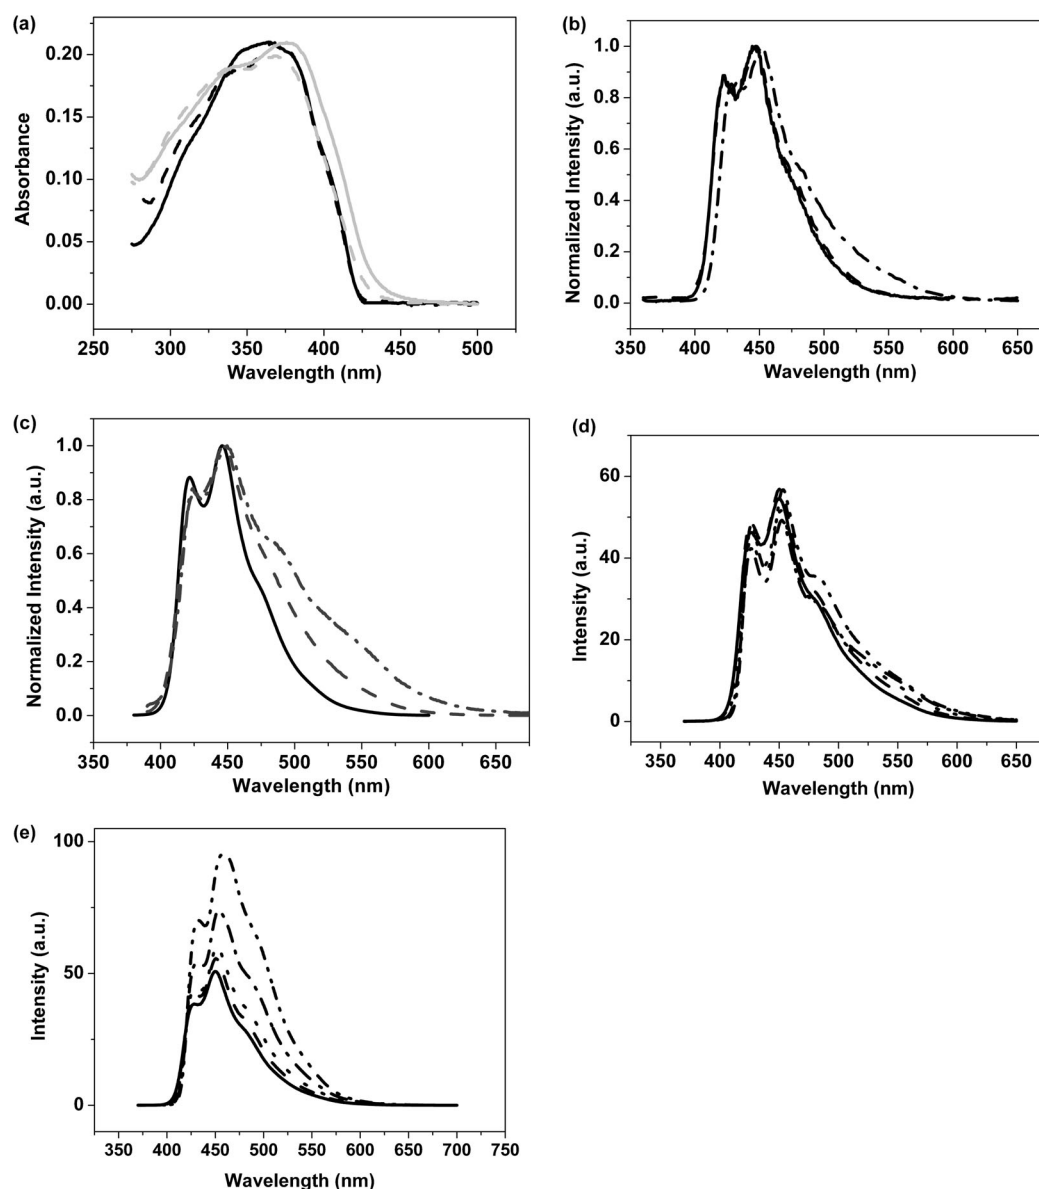 (a)
0.20
0.15
0.10
0.05
0.00
Absorbance
250 300 350 400 450 500
Wavelength (nm)
(b)
1.0
0.8
0.6
0.4
0.2
0.0
Normalized Intensity (a.u.)
350 400 450 500 550 600 650
Wavelength (nm)
(c)
1.0
0.8
0.6
0.4
0.2
0.0
Normalized Intensity (a.u.)
350 400 450 500 550 600 650
Wavelength (nm)
(d)
60
40
20
0
Intensity (a.u.)
350 400 450 500 550 600 650
Wavelength (nm)
(e)
100
50
0
Intensity (a.u.)
350 400 450 500 550 600 650 700 750
Wavelength (nm)